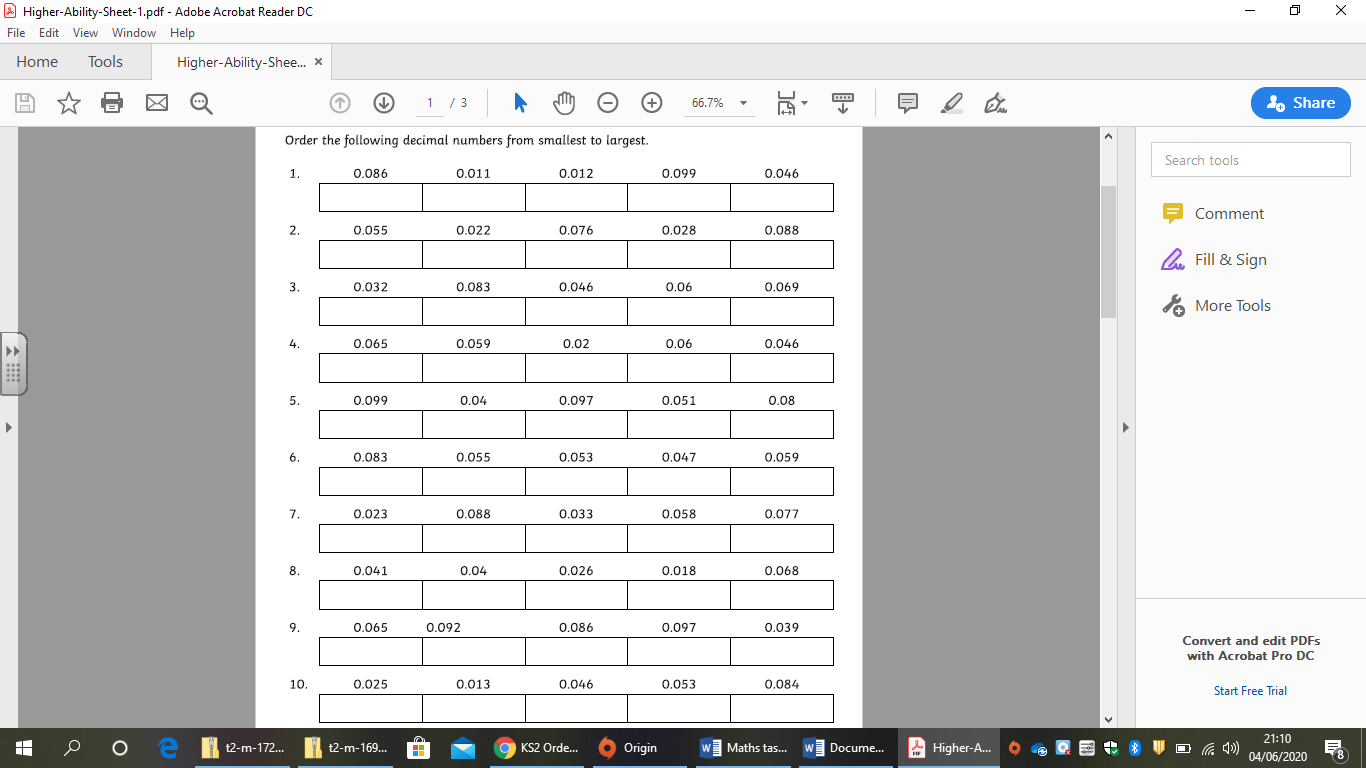 Higher-Ability-Sheet-1.pdf - Adobe Acrobat Reader DC
File Edit View Window Help
Home Tools Higher-Ability-Shee... ×
1 / 3 66.7% Share
Order the following decimal numbers from smallest to largest.
1. 0.086 0.011 0.012 0.099 0.046
2. 0.055 0.022 0.076 0.028 0.088
3. 0.032 0.083 0.046 0.06 0.069
4. 0.065 0.059 0.02 0.06 0.046
5. 0.099 0.04 0.097 0.051 0.08
6. 0.083 0.055 0.053 0.047 0.059
7. 0.023 0.088 0.033 0.058 0.077
8. 0.041 0.04 0.026 0.018 0.068
9. 0.065 0.092 0.086 0.097 0.039
10. 0.025 0.013 0.046 0.053 0.084
Search tools
Comment
Fill & Sign
More Tools
Convert and edit PDFs
with Acrobat Pro DC
Start Free Trial
t2-m-172... t2-m-169... KS2 Orde... Origin Maths tas... Docume... Higher-A... 21:10
04/06/2020 8